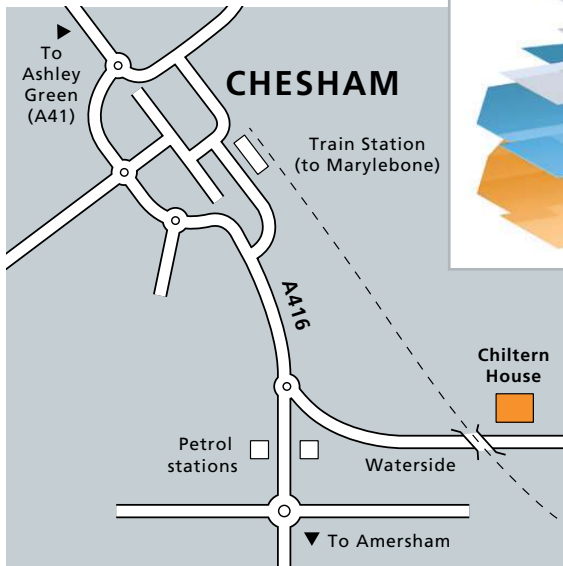 To
Ashley
Green
(A41)
CHESHAM
Train Station
(to Marylebone)
A416
Chiltern
House
Petrol
stations
Waterside
To Amersham